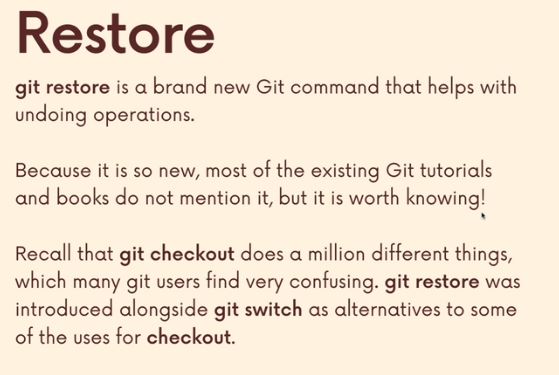 Restore
git restore is a brand new Git command that helps with
undoing operations.
Because it is so new, most of the existing Git tutorials
and books do not mention it, but it is worth knowing!
Recall that git checkout does a million different things,
which many git users find very confusing. git restore was
introduced alongside git switch as alternatives to some
of the uses for checkout.